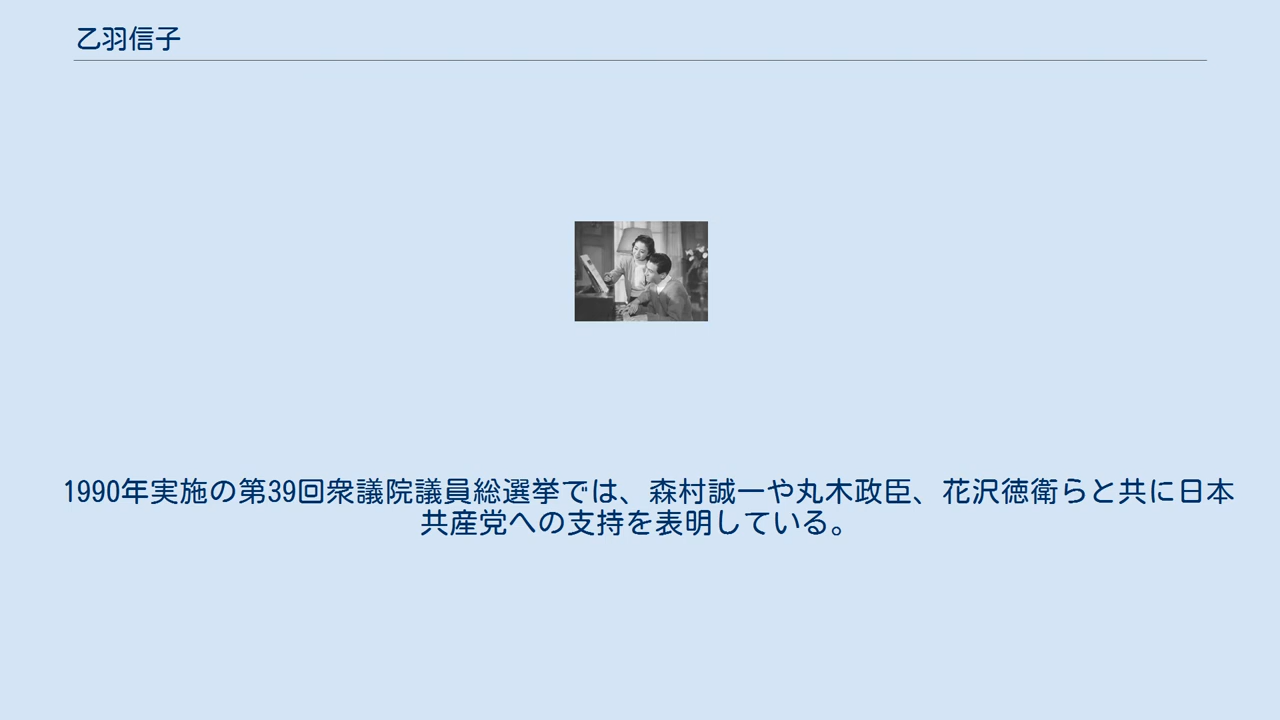 乙羽信子
1990年実施の第39回衆議院議員総選挙では、森村誠一や丸木政臣、花沢徳衛らと共に日本
共産党への支持を表明している。